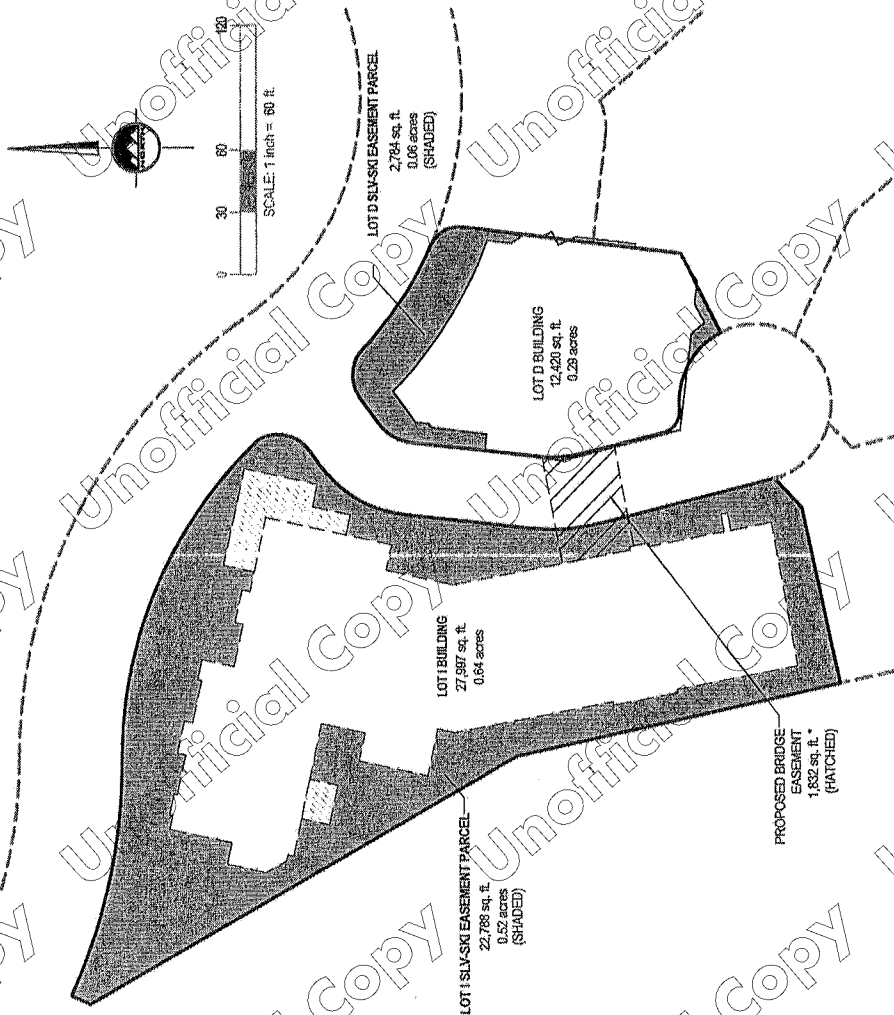 120
60
30
0
SCALE: 1 inch = 60 ft.
NORTH
LOT D SLV-SKI EASEMENT PARCEL
2,784 sq. ft.
0.06 acres
(SHADED)
LOT D BUILDING
12,420 sq. ft.
0.29 acres
LOT I BUILDING
27,997 sq. ft.
0.64 acres
LOT I SLV-SKI EASEMENT PARCEL
22,788 sq. ft.
0.52 acres
(SHADED)
PROPOSED BRIDGE
EASEMENT
1,832 sq. ft. *
(HATCHED)
Unofficial Copy
Unofficial Copy
Unofficial Copy
Unofficial Copy
Unofficial Copy
Unofficial Copy